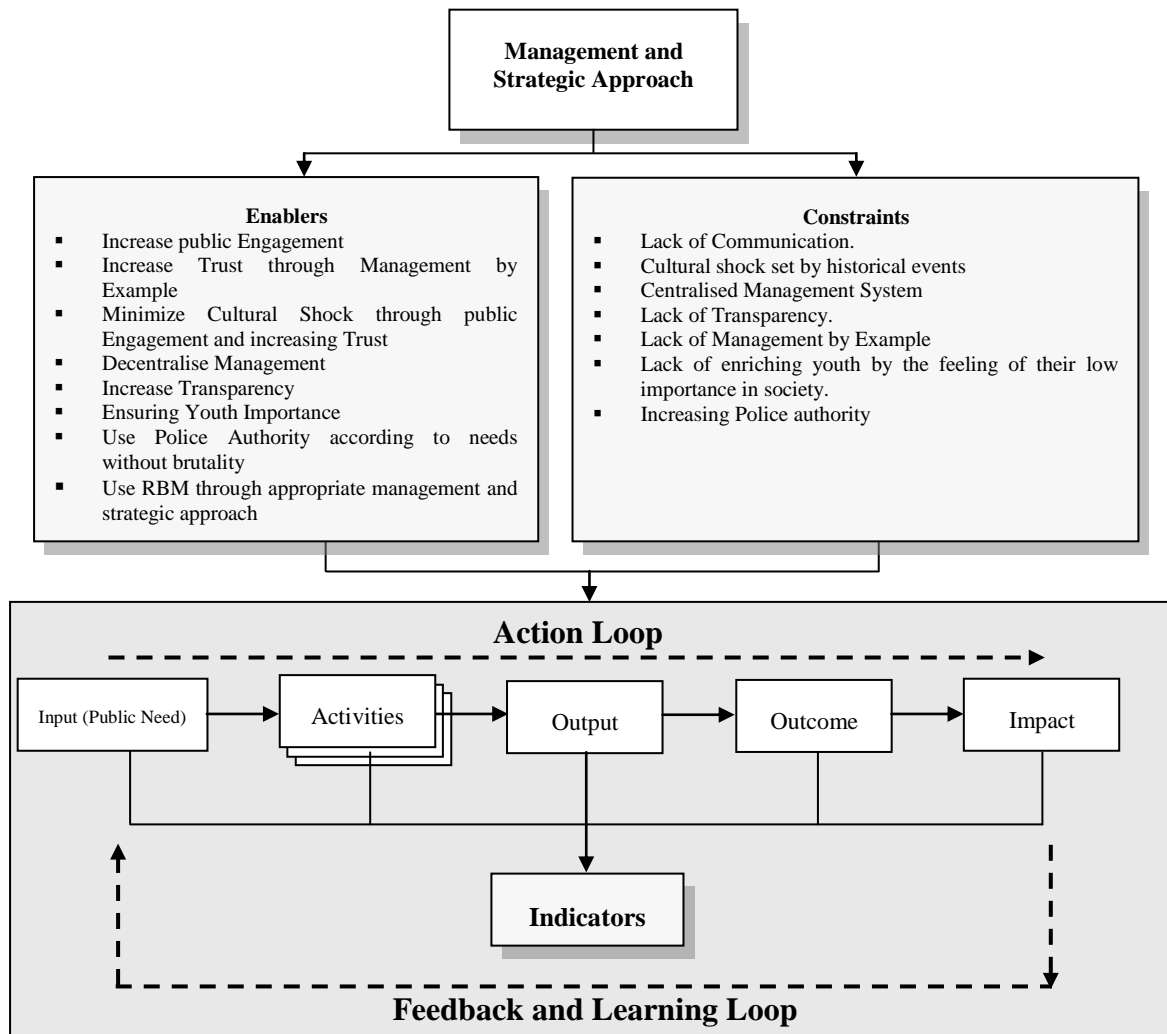 Management and
Strategic Approach
Enablers
▪ Increase public Engagement
▪ Increase Trust through Management by
Example
▪ Minimize Cultural Shock through public
Engagement and increasing Trust
▪ Decentralise Management
▪ Increase Transparency
▪ Ensuring Youth Importance
▪ Use Police Authority according to needs
without brutality
▪ Use RBM through appropriate management and
strategic approach
Constraints
▪ Lack of Communication.
▪ Cultural shock set by historical events
▪ Centralised Management System
▪ Lack of Transparency.
▪ Lack of Management by Example
▪ Lack of enriching youth by the feeling of their low
importance in society.
▪ Increasing Police authority
Action Loop
Input (Public Need)
Activities
Output
Outcome
Impact
Indicators
Feedback and Learning Loop